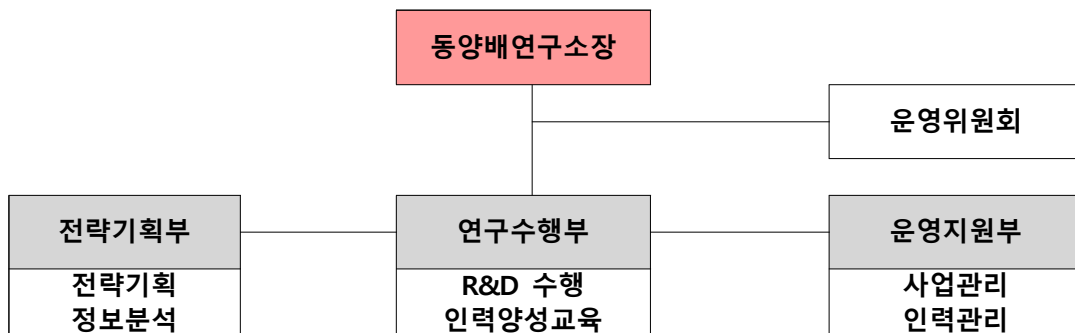 동양배연구소장
운영위원회
전략기획부
연구수행부
운영지원부
전략기획
R&D 수행
사업관리
정보분석
인력양성교육
인력관리